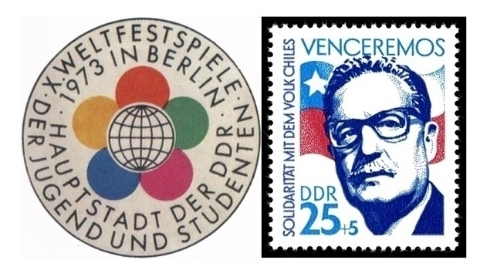 X. WELTFESTSPIELE · DER JUGEND UND STUDENTEN ·
1973 IN BERLIN · HAUPTSTADT DER DDR ·
VENCEREMOS
SOLIDARITÄT MIT DEM VOLK CHILES
DDR
25+5